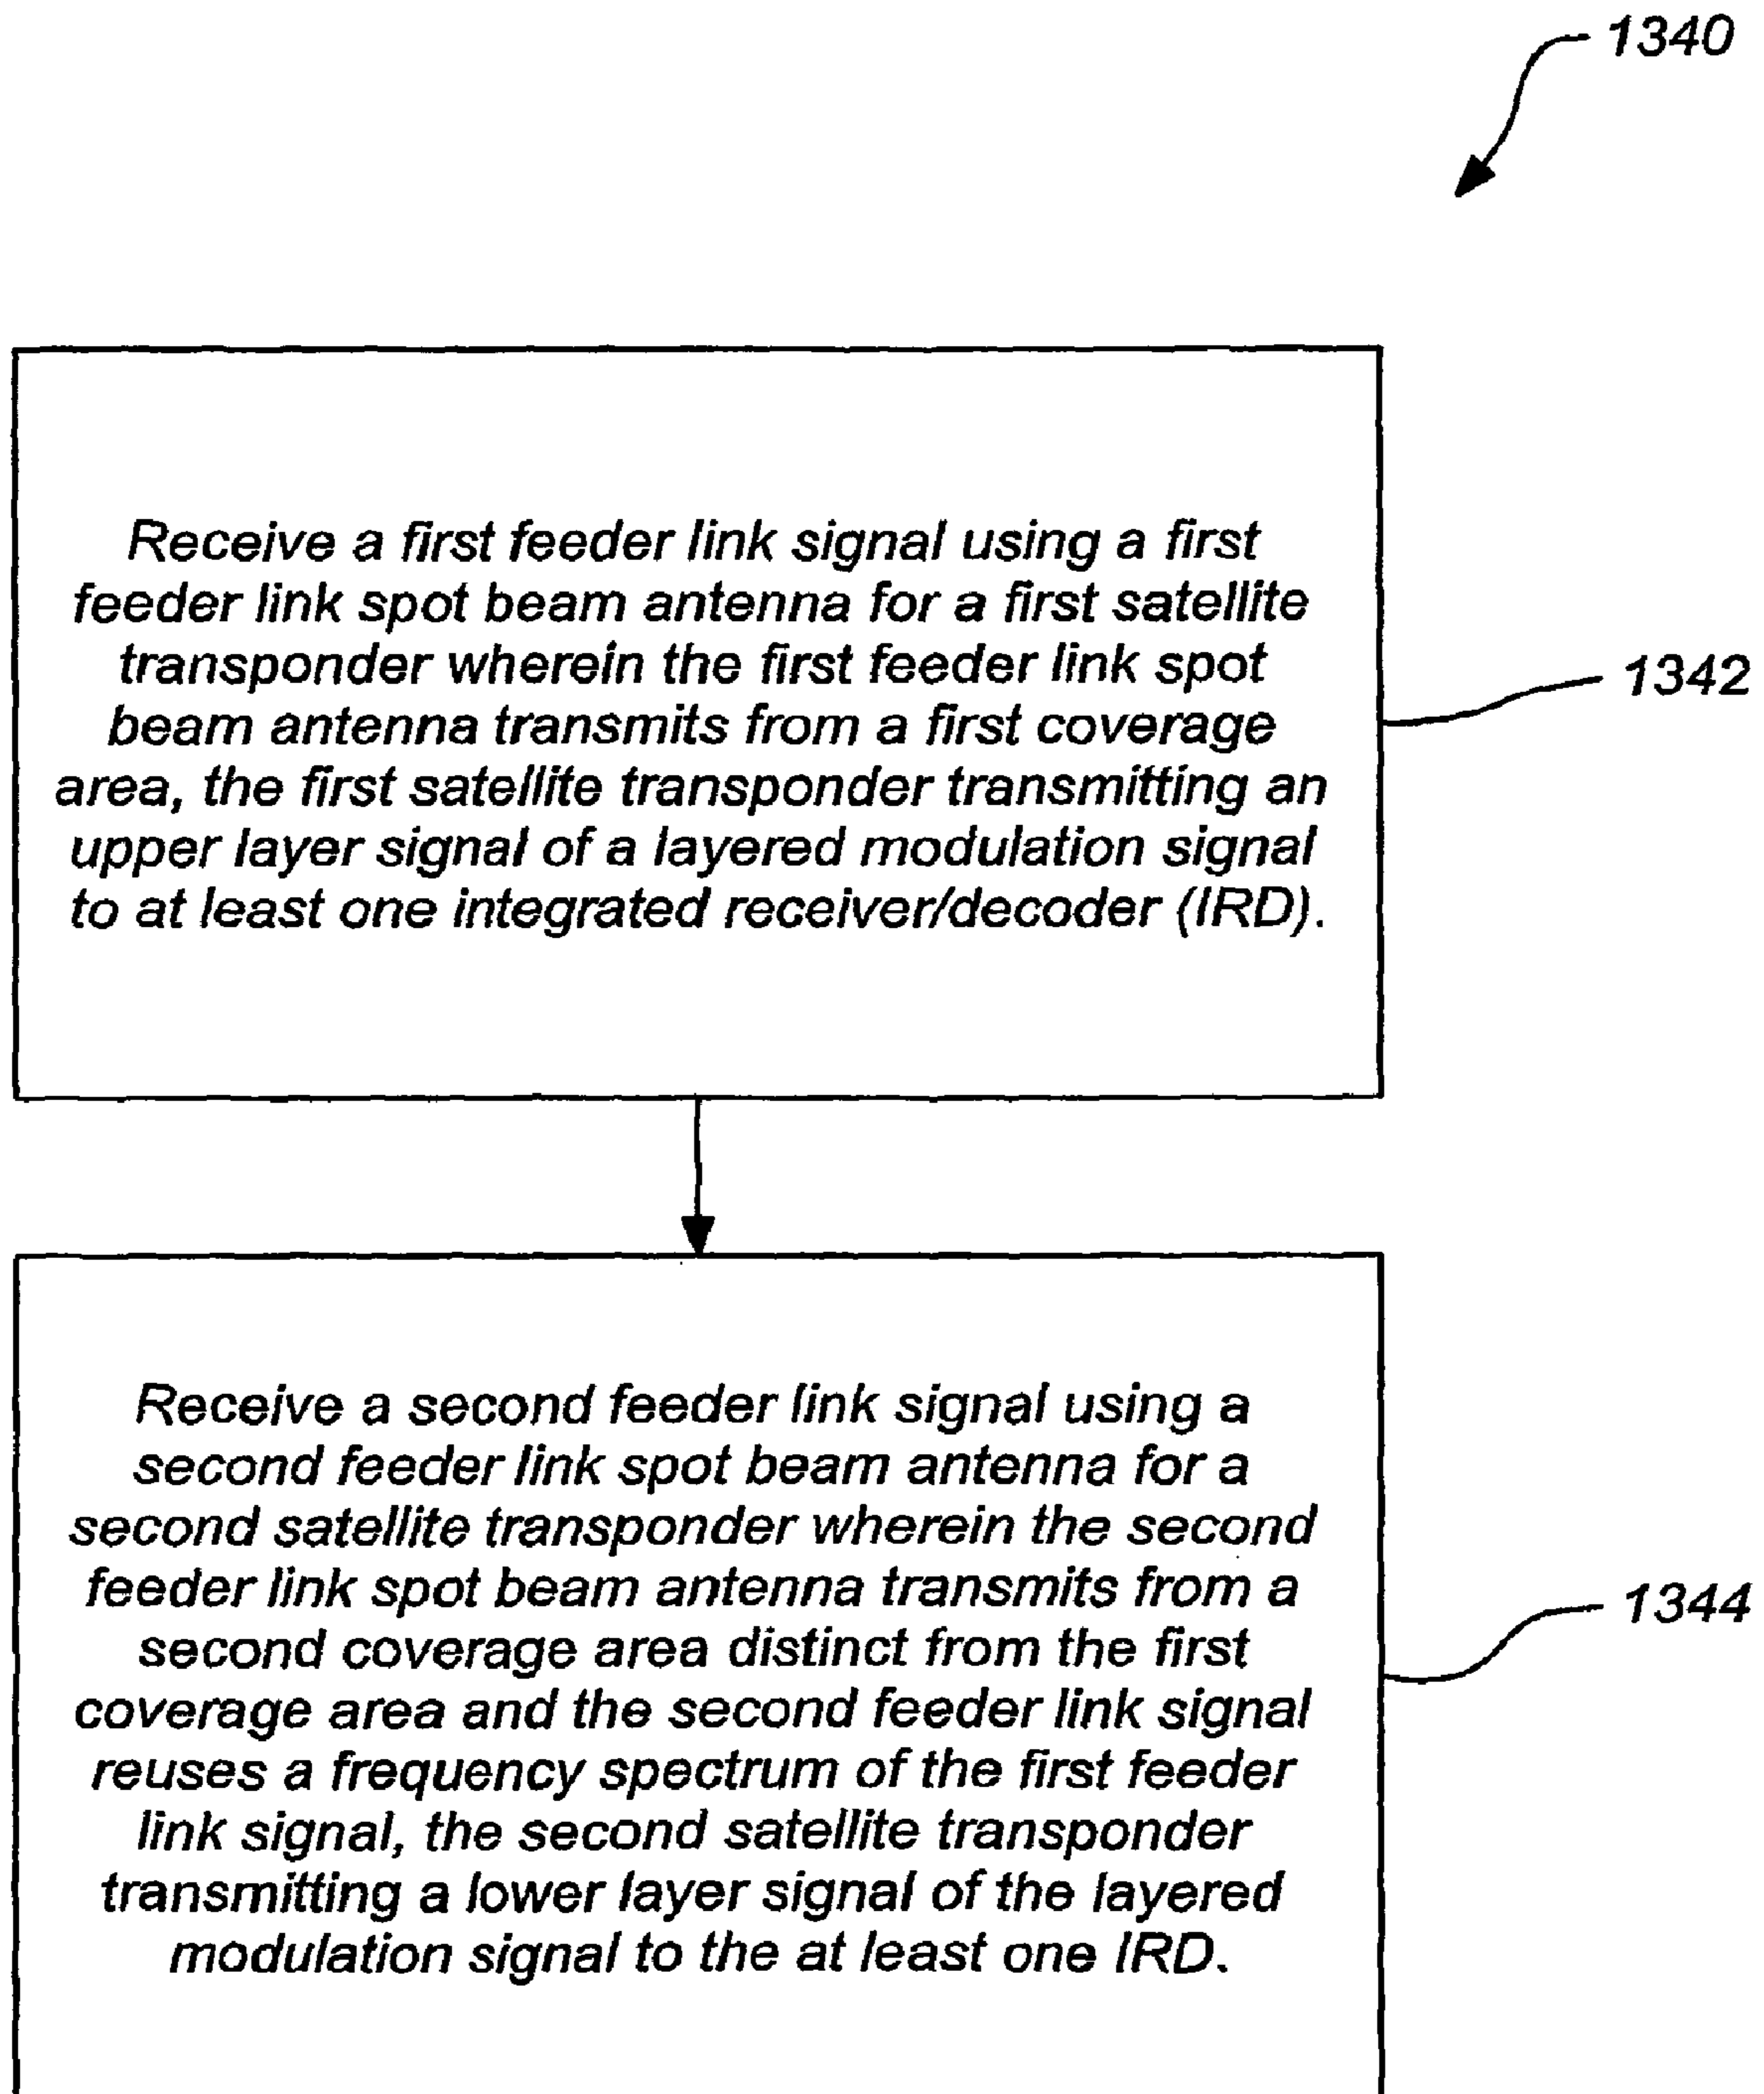 1340
Receive a first feeder link signal using a first
feeder link spot beam antenna for a first satellite
transponder wherein the first feeder link spot
beam antenna transmits from a first coverage
area, the first satellite transponder transmitting an
upper layer signal of a layered modulation signal
to at least one integrated receiver/decoder (IRD).
1342
Receive a second feeder link signal using a
second feeder link spot beam antenna for a
second satellite transponder wherein the second
feeder link spot beam antenna transmits from a
second coverage area distinct from the first
coverage area and the second feeder link signal
reuses a frequency spectrum of the first feeder
link signal, the second satellite transponder
transmitting a lower layer signal of the layered
modulation signal to the at least one IRD.
1344